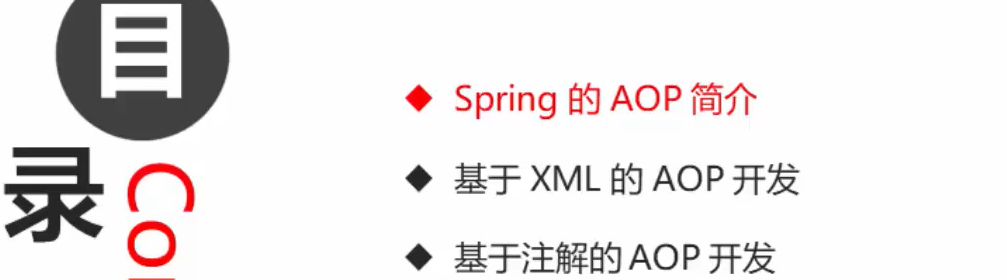 目录
Co
Spring 的 AOP 简介
基于 XML 的 AOP 开发
基于注解的 AOP 开发